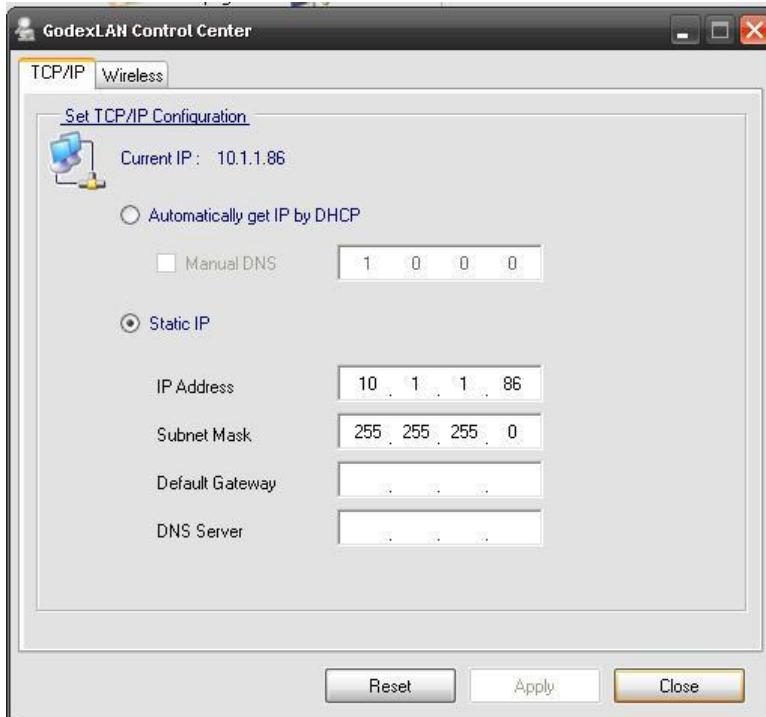 GodexLAN Control Center
TCP/IP Wireless
Set TCP/IP Configuration
Current IP : 10.1.1.86
Automatically get IP by DHCP
Manual DNS 1 0 0 0
Static IP
IP Address 10 . 1 . 1 . 86
Subnet Mask 255 . 255 . 255 . 0
Default Gateway . . .
DNS Server . . .
Reset Apply Close